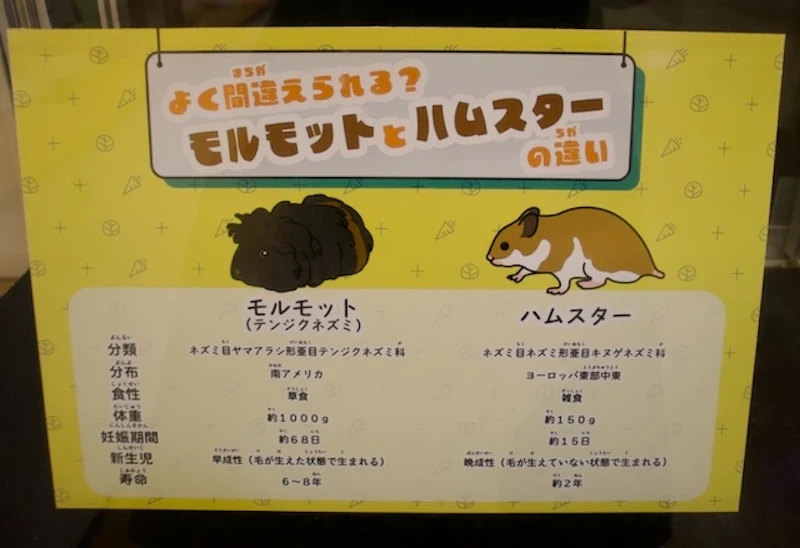 よく間違えられる？
モルモットとハムスター
の違い
モルモット
(テンジクネズミ)
ハムスター
分類 ネズミ目ヤマアラシ形亜目テンジクネズミ科 ネズミ目ネズミ形亜目キヌゲネズミ科
分布 南アメリカ ヨーロッパ東部中東
食性 草食 雑食
体重 約1000g 約150g
妊娠期間 約68日 約15日
新生児 早成性（毛が生えた状態で生まれる） 晩成性（毛が生えていない状態で生まれる）
寿命 6～8年 約2年